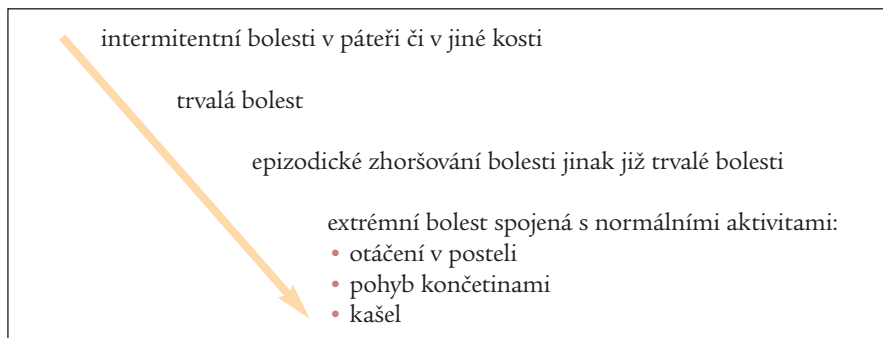 intermitentní bolesti v páteři či v jiné kosti
trvalá bolest
epizodické zhoršování bolesti jinak již trvalé bolesti
extrémní bolest spojená s normálními aktivitami:
• otáčení v posteli
• pohyb končetinami
• kašel